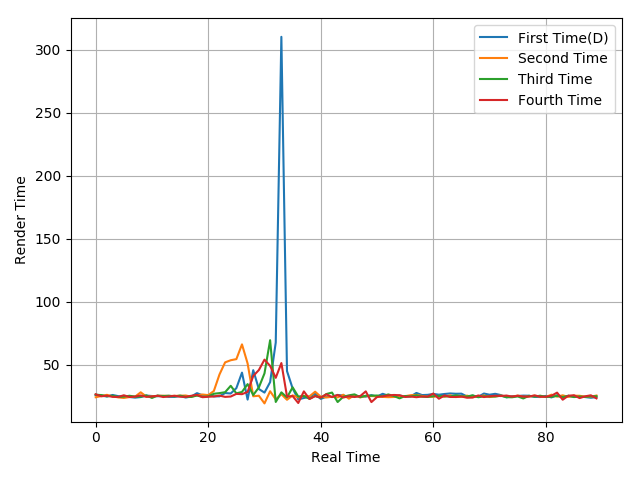 First Time(D)
Second Time
Third Time
Fourth Time
Render Time
300
250
200
150
100
50
0
20
40
60
80
Real Time